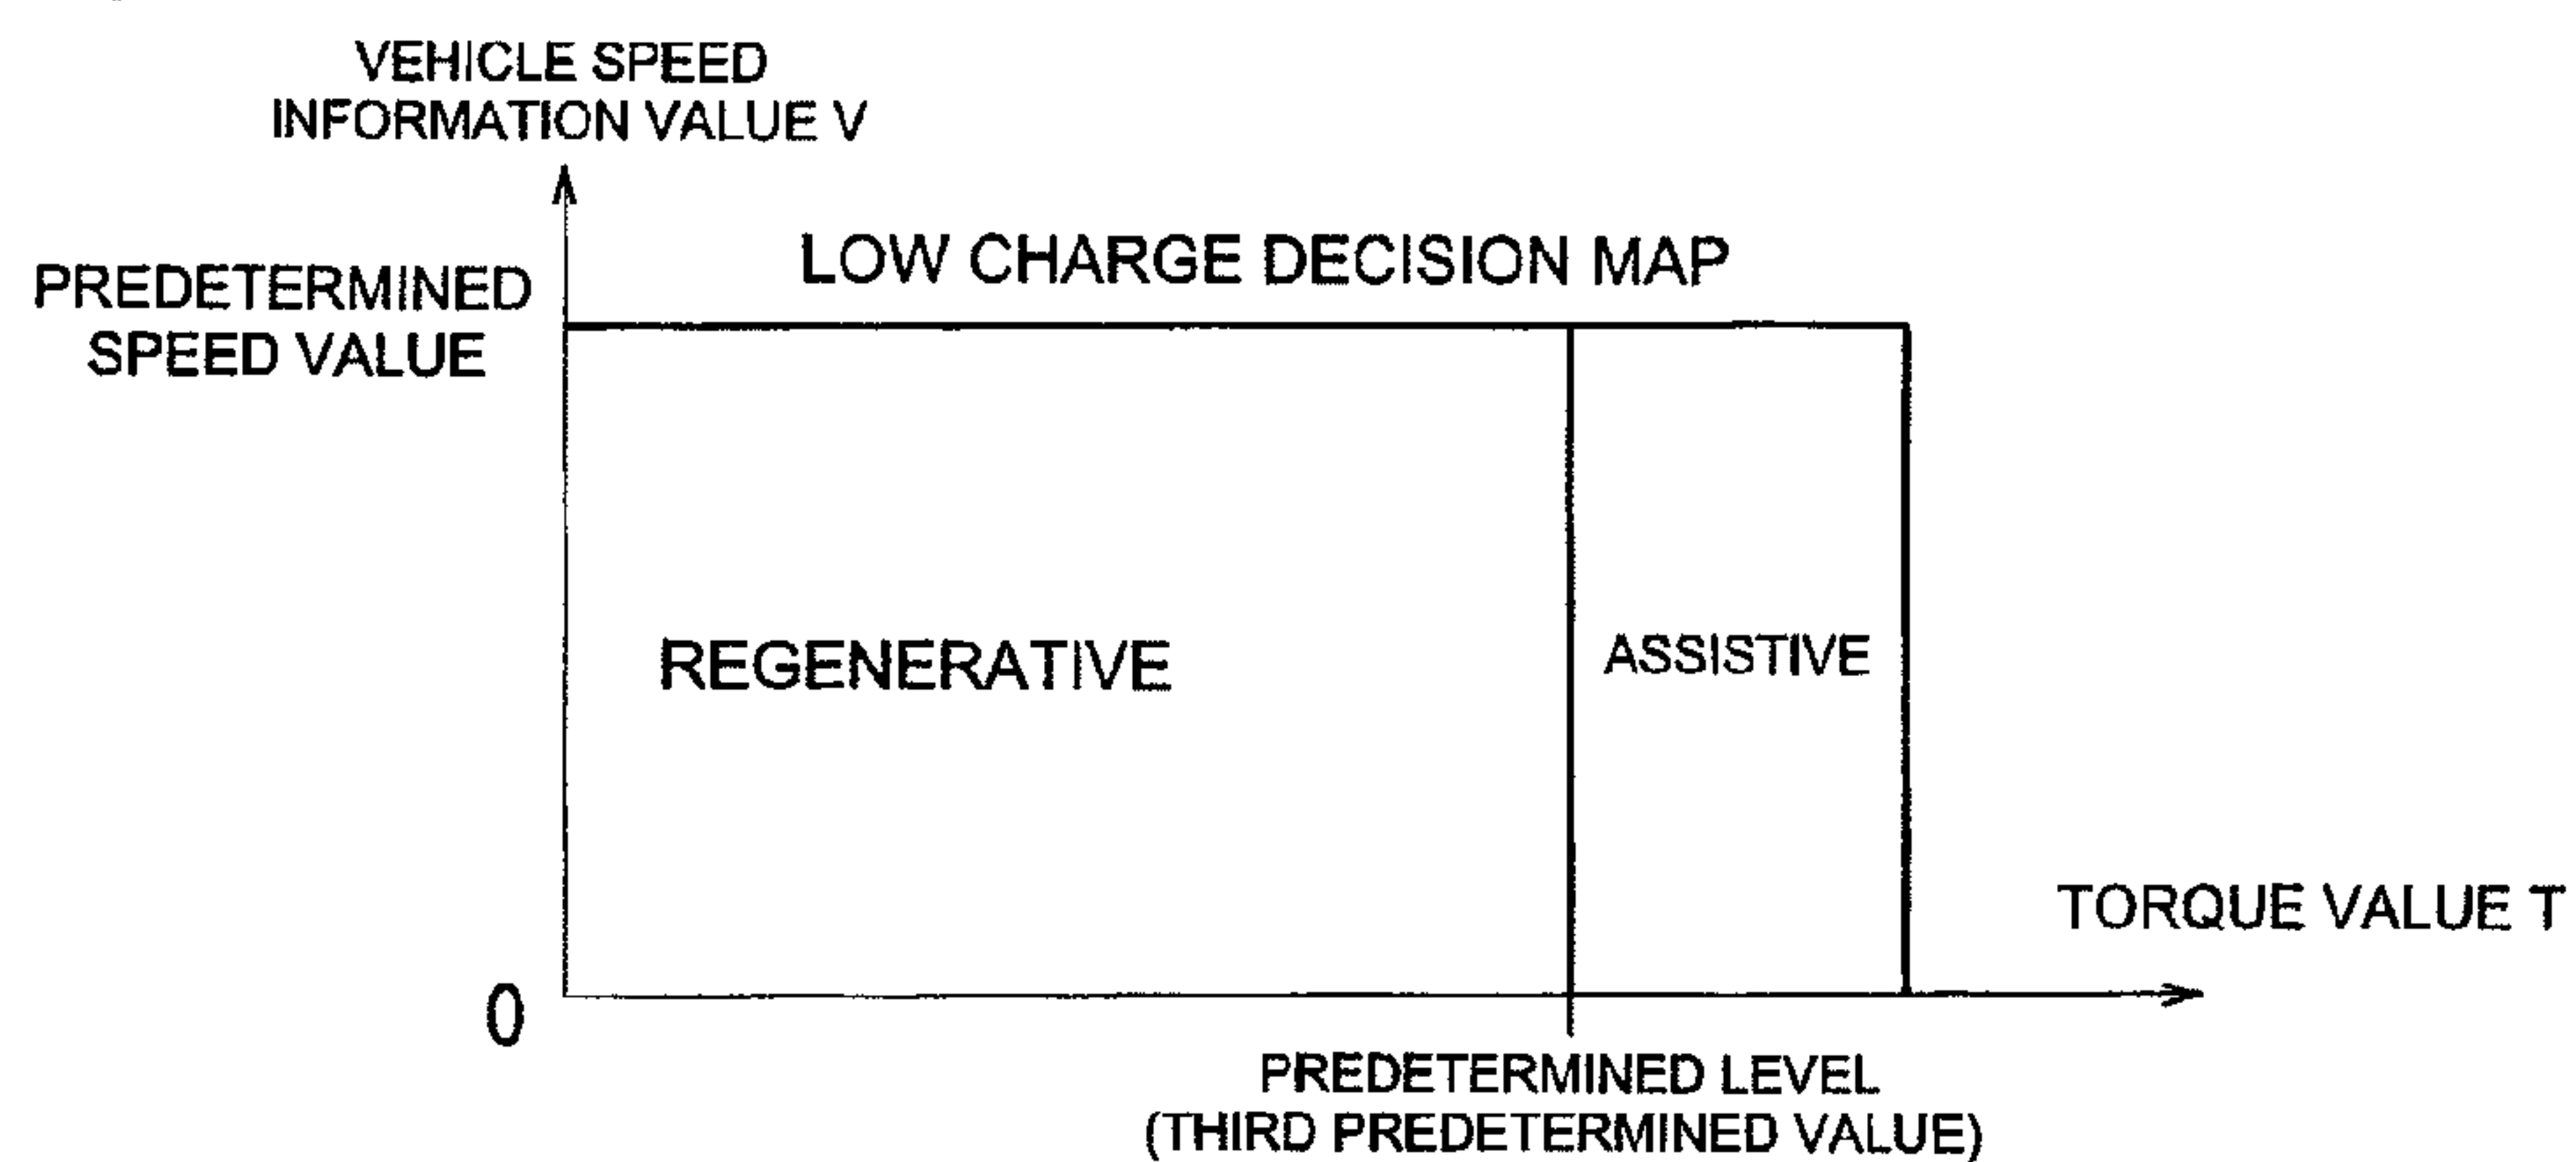 VEHICLE SPEED
INFORMATION VALUE V
LOW CHARGE DECISION MAP
PREDETERMINED
SPEED VALUE
REGENERATIVE
ASSISTIVE
TORQUE VALUE T
0
PREDETERMINED LEVEL
(THIRD PREDETERMINED VALUE)